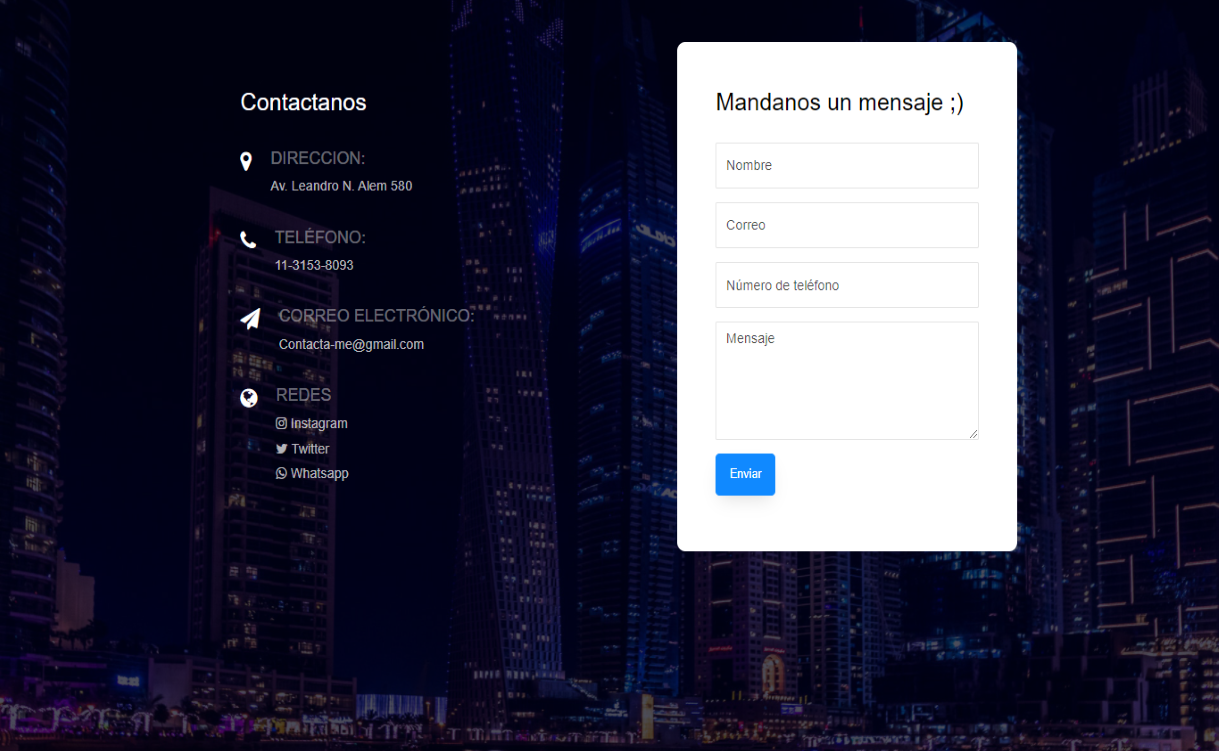 Contactanos
DIRECCION:
Av. Leandro N. Alem 580
TELÉFONO:
11-3153-8093
CORREO ELECTRÓNICO:
Contacta-me@gmail.com
REDES
Instagram
Twitter
Whatsapp
Mandanos un mensaje ;)
Nombre
Correo
Número de teléfono
Mensaje
Enviar